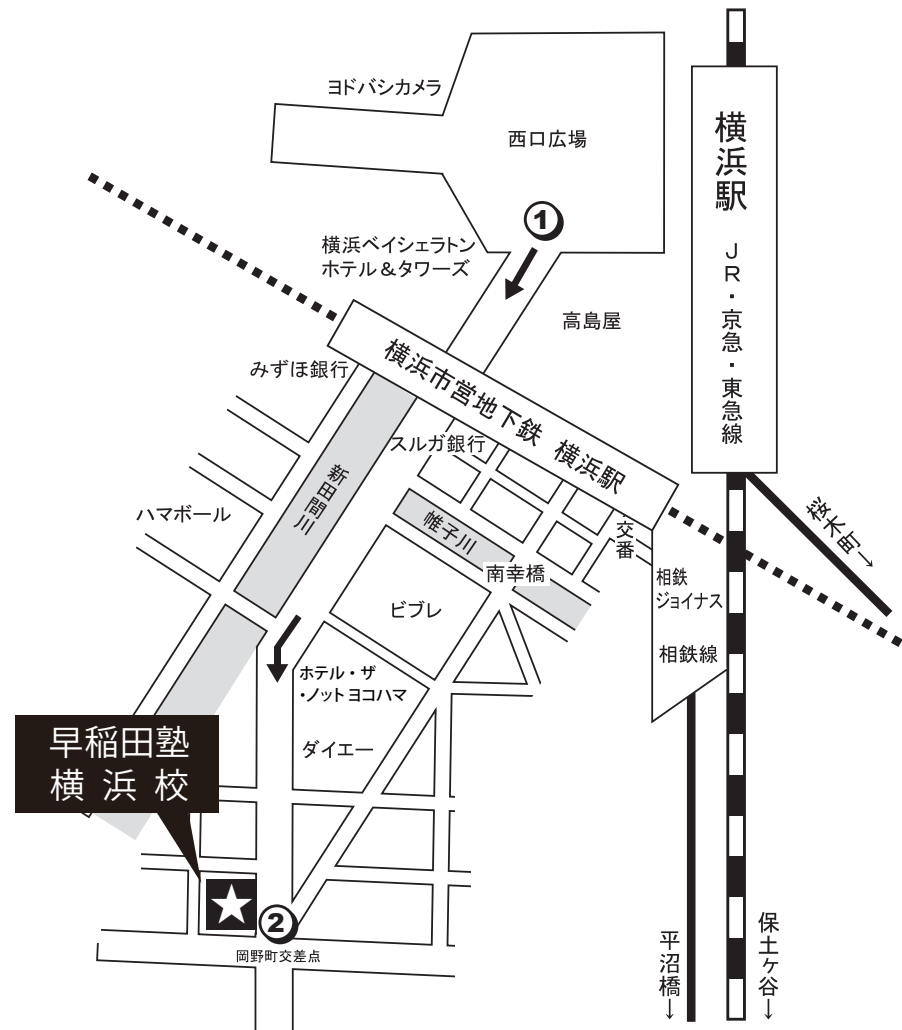 ヨドバシカメラ
西口広場
横浜駅
JR・京急・東急線
1
横浜ベイシェラトン
ホテル＆タワーズ
高島屋
みずほ銀行
横浜市営地下鉄 横浜駅
スルガ銀行
新田間川
ハマボール
帷子川
交番
桜木町→
南幸橋
相鉄
ジョイナス
ビブレ
相鉄線
ホテル・ザ
・ノットヨコハマ
ダイエー
早稲田塾
横浜校
2
岡野町交差点
平沼橋→
保土ヶ谷→